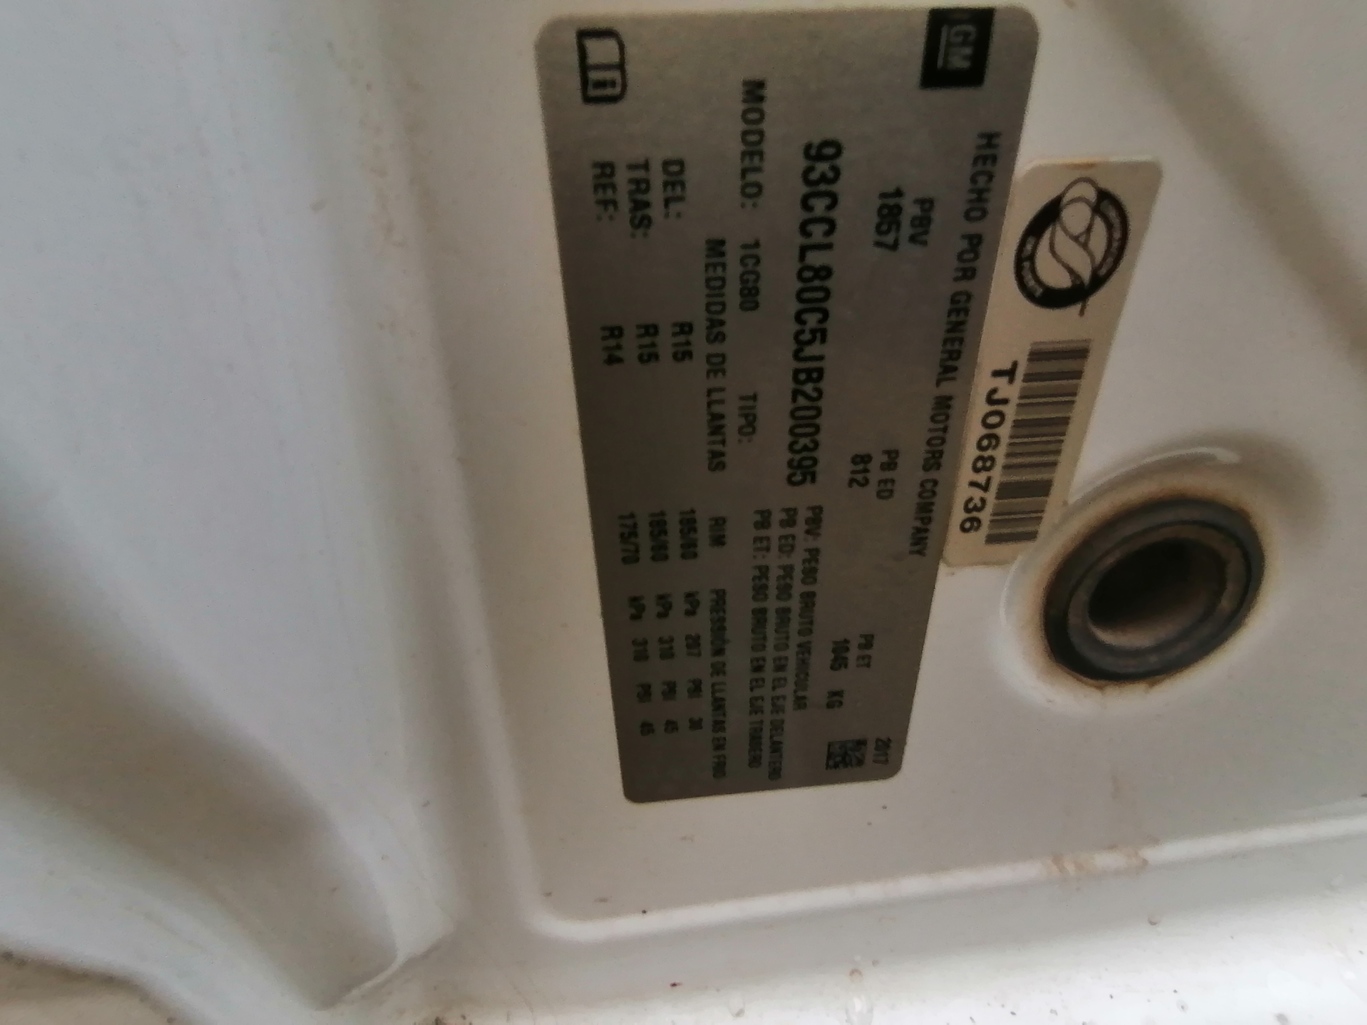 GM
HECHO POR GENERAL MOTORS COMPANY
2017
PBV
PB ED
PB ET
1857
812
1045 KG
93CCL80C5JB200395
PBV: PESO BRUTO VEHICULAR
PB ED: PESO BRUTO EN EL EJE DELANTERO
PB ET: PESO BRUTO EN EL EJE TRASERO
MODELO: 1CG80 TIPO:
MEDIDAS DE LLANTAS RIM PRESSIÓN DE LLANTAS EN FRIO
DEL: R15 185/60 kPa 207 PSI 30
TRAS: R15 185/60 kPa 310 PSI 45
REF: R14 175/70 kPa 310 PSI 45
TJ068736